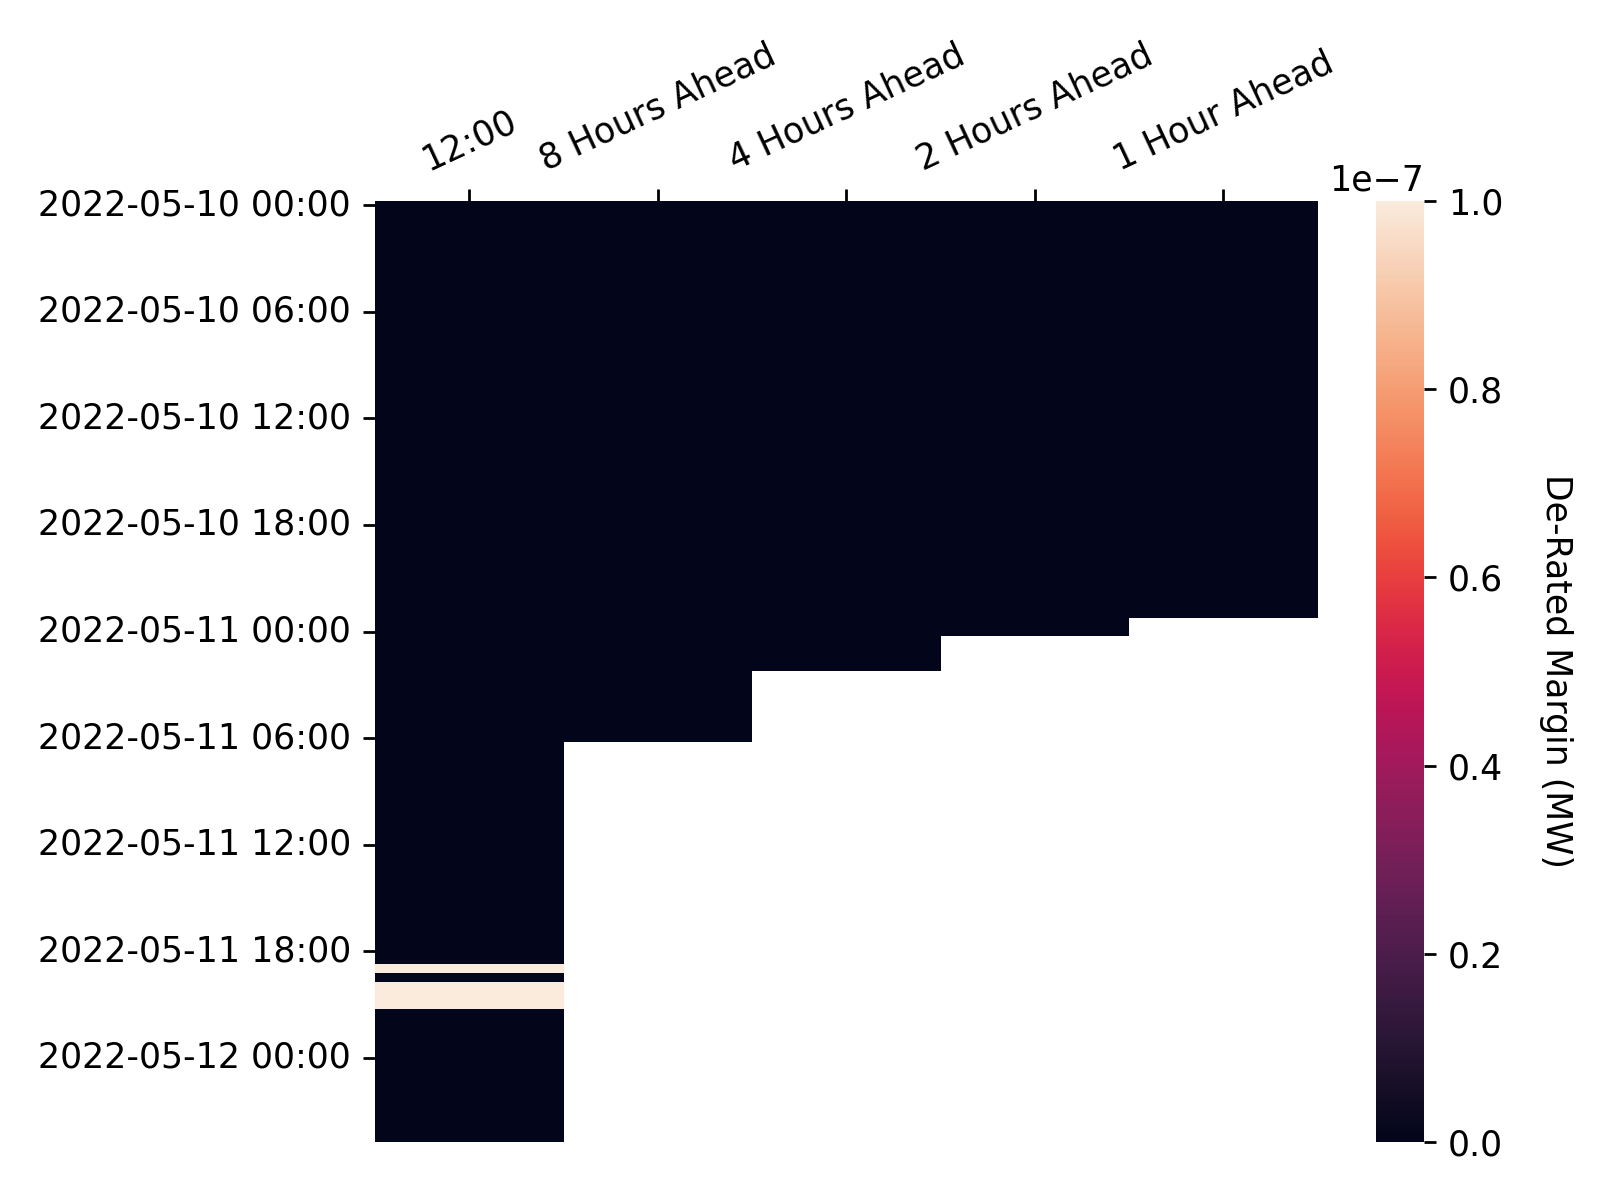 12:00
8 Hours Ahead
4 Hours Ahead
2 Hours Ahead
1 Hour Ahead
2022-05-10 00:00
2022-05-10 06:00
2022-05-10 12:00
2022-05-10 18:00
2022-05-11 00:00
2022-05-11 06:00
2022-05-11 12:00
2022-05-11 18:00
2022-05-12 00:00
1e−7
1.0
0.8
0.6
0.4
0.2
0.0
De-Rated Margin (MW)